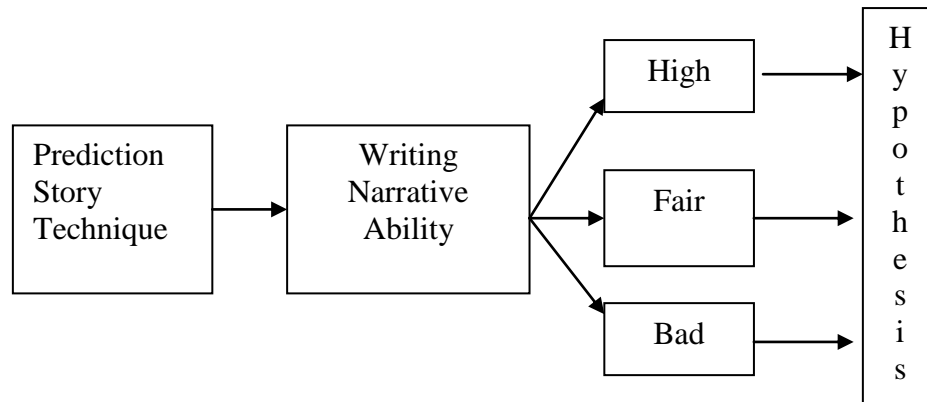 Prediction
Story
Technique
Writing
Narrative
Ability
High
Fair
Bad
H
y
p
o
t
h
e
s
i
s